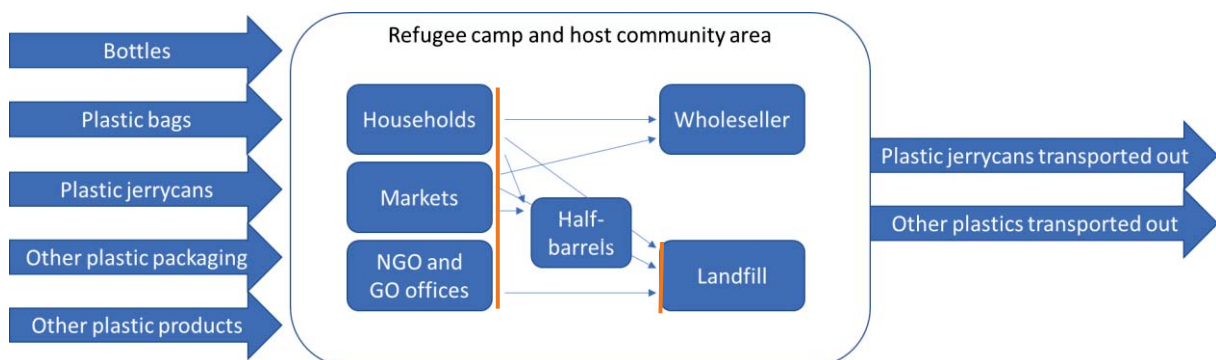 Refugee camp and host community area
Bottles
Plastic bags
Plastic jerrycans
Other plastic packaging
Other plastic products
Households
Markets
NGO and
GO offices
Half-
barrels
Wholeseller
Landfill
Plastic jerrycans transported out
Other plastics transported out